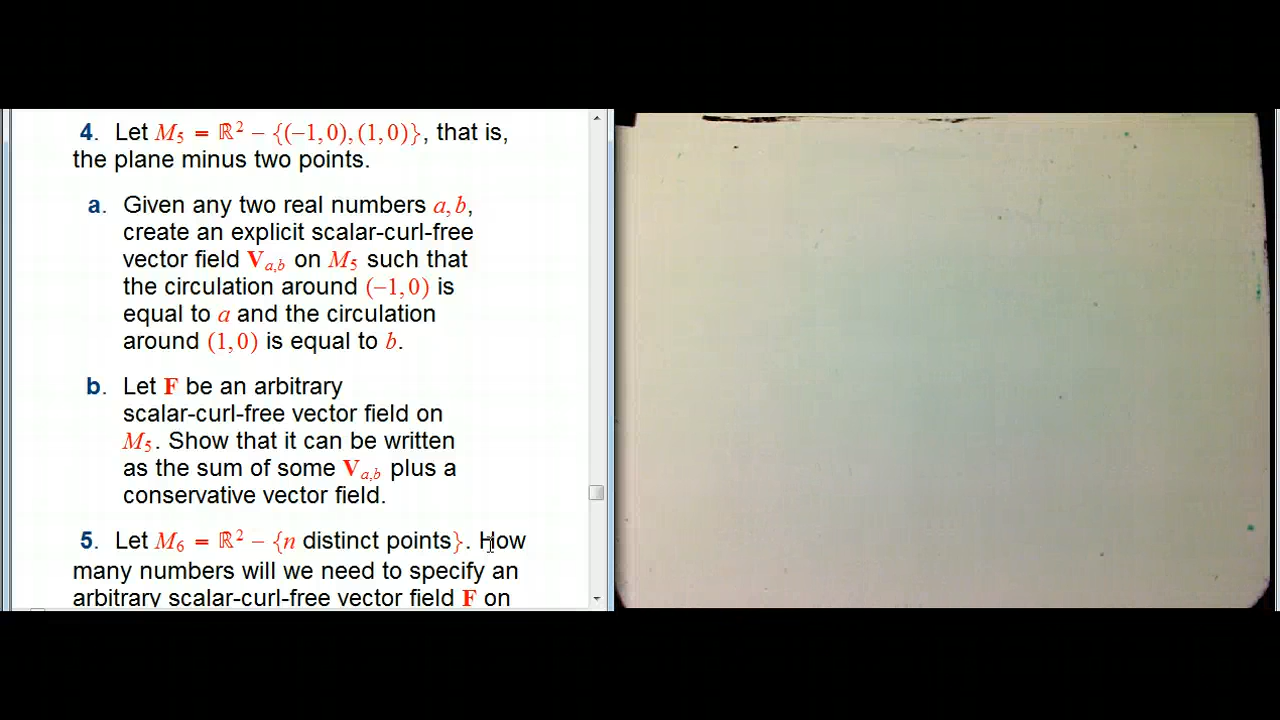 4. Let M₅ = ℝ² − {(−1,0),(1,0)}, that is,
the plane minus two points.
a. Given any two real numbers a,b,
create an explicit scalar-curl-free
vector field V_{a,b} on M₅ such that
the circulation around (−1,0) is
equal to a and the circulation
around (1,0) is equal to b.
b. Let F be an arbitrary
scalar-curl-free vector field on
M₅. Show that it can be written
as the sum of some V_{a,b} plus a
conservative vector field.
5. Let M₆ = ℝ² − {n distinct points}. How
many numbers will we need to specify an
arbitrary scalar-curl-free vector field F on